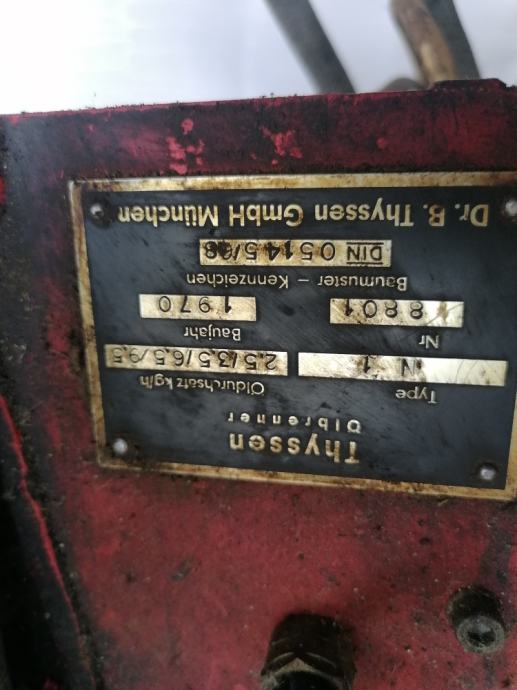 Thyssen
Ölbrenner
Type Öldurchsatz kg/h
N 1 2.5/3.5/6.5/9.5
Nr Baujahr
8801 1970
Baumuster – Kennzeichen
DIN 05145/68
Dr. B. Thyssen GmbH München